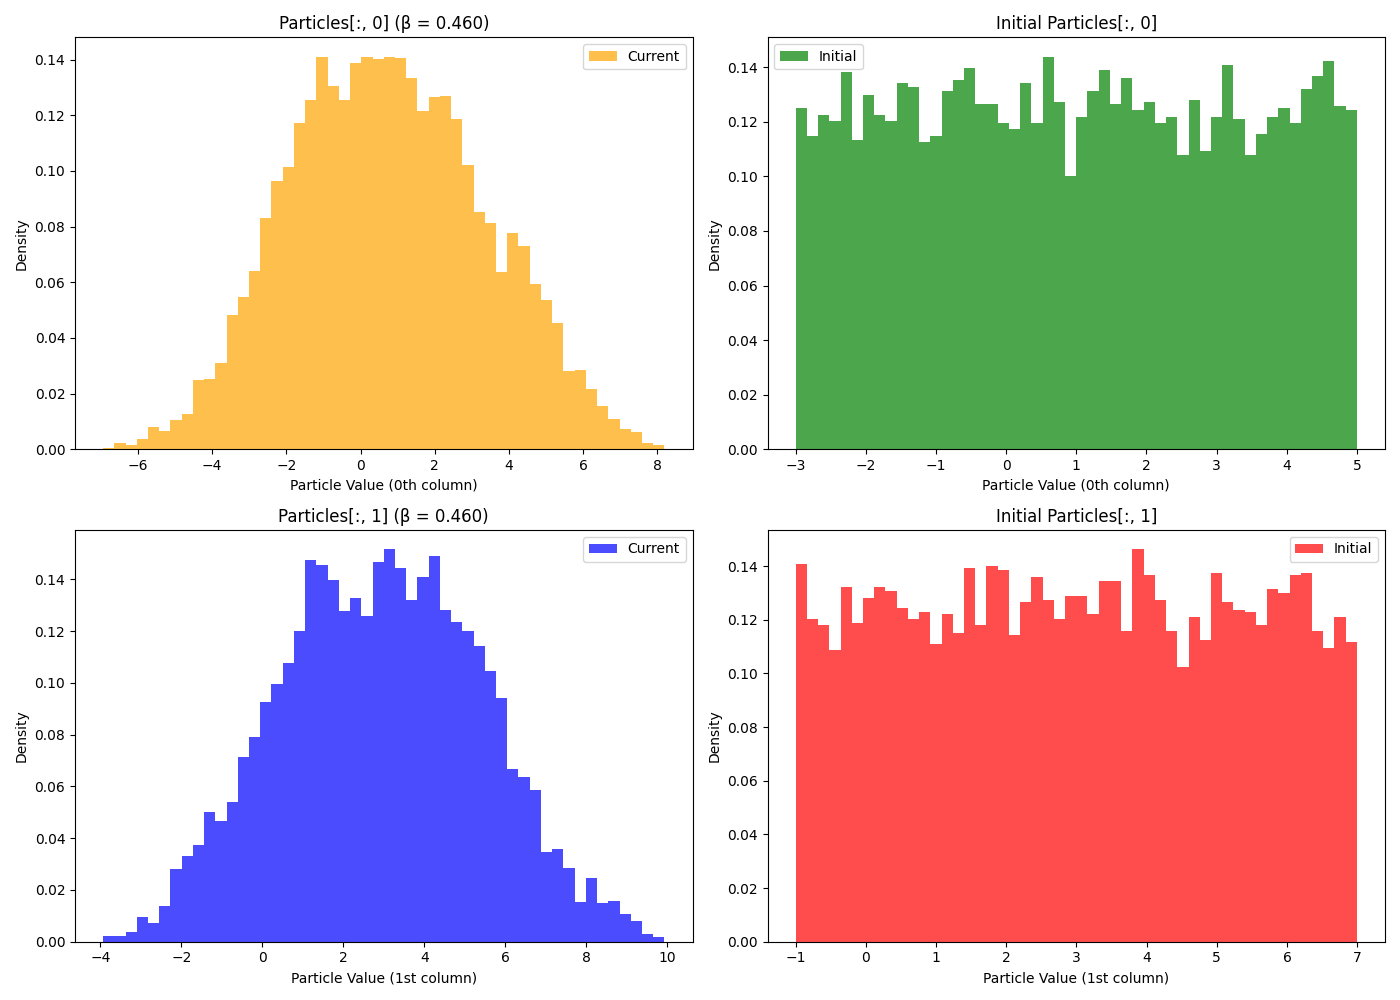 Particles[:, 0] (β = 0.460)
Current
Density
0.14
0.12
0.10
0.08
0.06
0.04
0.02
0.00
−6 −4 −2 0 2 4 6 8
Particle Value (0th column)
Initial Particles[:, 0]
Initial
Density
0.14
0.12
0.10
0.08
0.06
0.04
0.02
0.00
−3 −2 −1 0 1 2 3 4 5
Particle Value (0th column)
Particles[:, 1] (β = 0.460)
Current
Density
0.14
0.12
0.10
0.08
0.06
0.04
0.02
0.00
−4 −2 0 2 4 6 8 10
Particle Value (1st column)
Initial Particles[:, 1]
Initial
Density
0.14
0.12
0.10
0.08
0.06
0.04
0.02
0.00
−1 0 1 2 3 4 5 6 7
Particle Value (1st column)